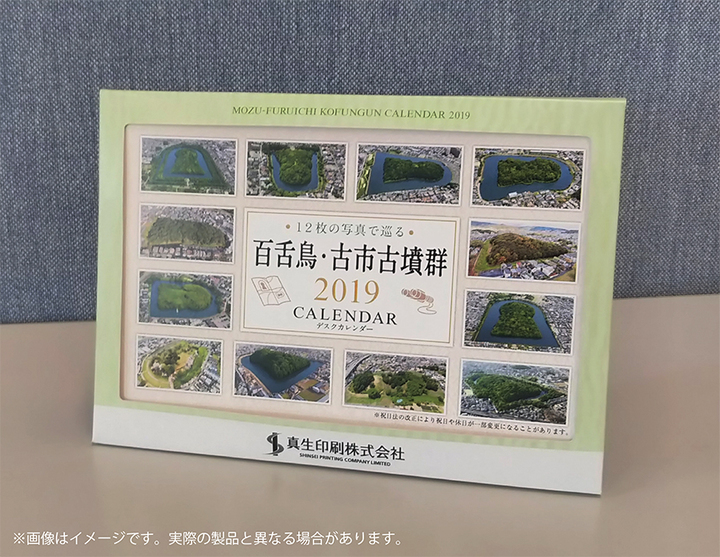 MOZU-FURUICHI KOFUNGUN CALENDAR 2019
・12枚の写真で巡る・
百舌鳥・古市古墳群
2019
CALENDAR
デスクカレンダー
※祝日法の改正により祝日や休日が一部変更になることがあります。
真生印刷株式会社
SHINSEI PRINTING COMPANY LIMITED
※画像はイメージです。実際の製品と異なる場合があります。